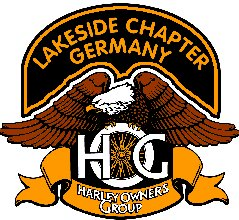 LAKESIDE CHAPTER
GERMANY
HOG
HARLEY OWNERS
GROUP